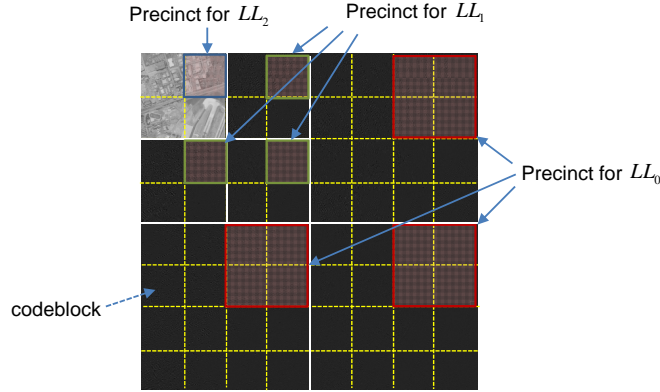 Precinct for LL₂
Precinct for LL₁
Precinct for LL₀
codeblock